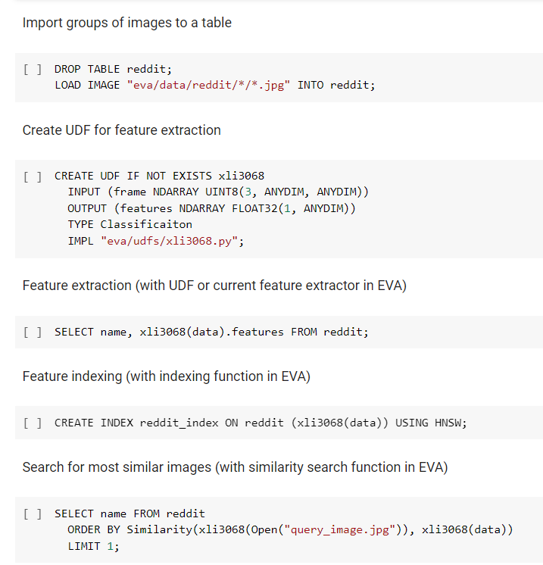 Import groups of images to a table
[ ] DROP TABLE reddit;
LOAD IMAGE "eva/data/reddit/*/*.jpg" INTO reddit;
Create UDF for feature extraction
[ ] CREATE UDF IF NOT EXISTS xli3068
INPUT (frame NDARRAY UINT8(3, ANYDIM, ANYDIM))
OUTPUT (features NDARRAY FLOAT32(1, ANYDIM))
TYPE Classificaiton
IMPL "eva/udfs/xli3068.py";
Feature extraction (with UDF or current feature extractor in EVA)
[ ] SELECT name, xli3068(data).features FROM reddit;
Feature indexing (with indexing function in EVA)
[ ] CREATE INDEX reddit_index ON reddit (xli3068(data)) USING HNSW;
Search for most similar images (with similarity search function in EVA)
[ ] SELECT name FROM reddit
ORDER BY Similarity(xli3068(Open("query_image.jpg")), xli3068(data))
LIMIT 1;